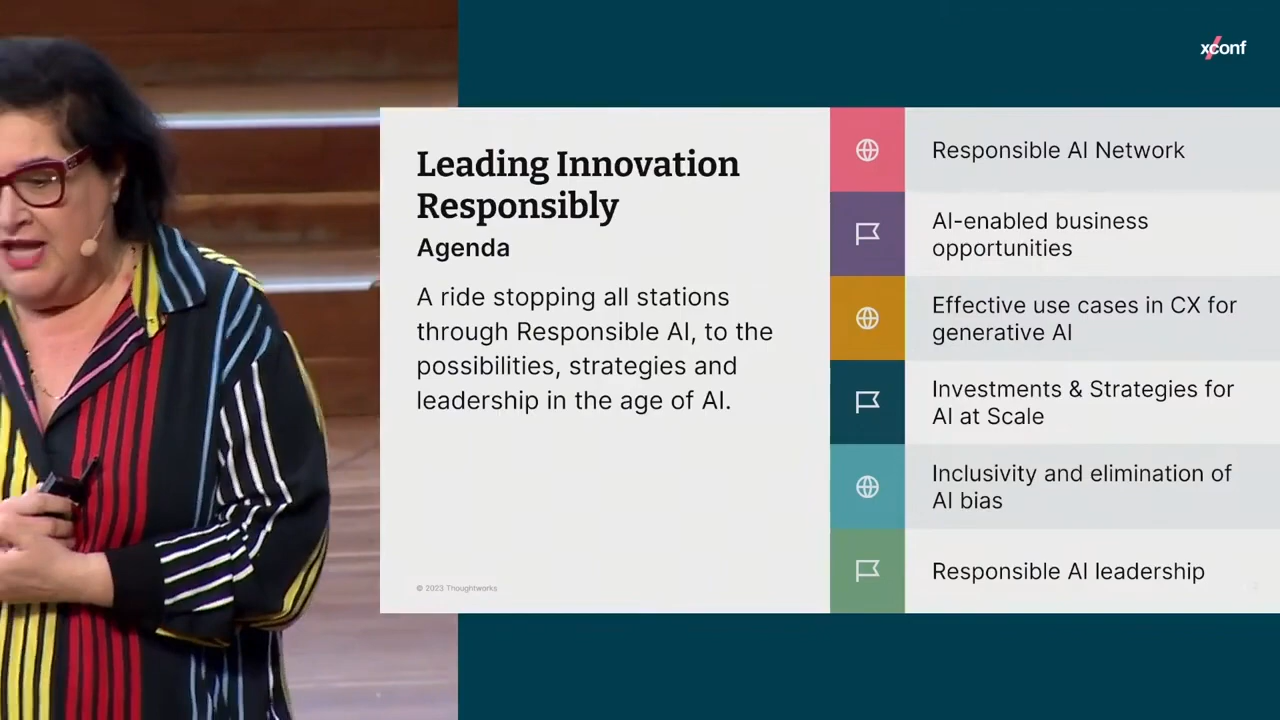 xconf
Leading Innovation
Responsibly
Agenda
A ride stopping all stations
through Responsible AI, to the
possibilities, strategies and
leadership in the age of AI.
© 2023 Thoughtworks
Responsible AI Network
AI-enabled business
opportunities
Effective use cases in CX for
generative AI
Investments & Strategies for
AI at Scale
Inclusivity and elimination of
AI bias
Responsible AI leadership